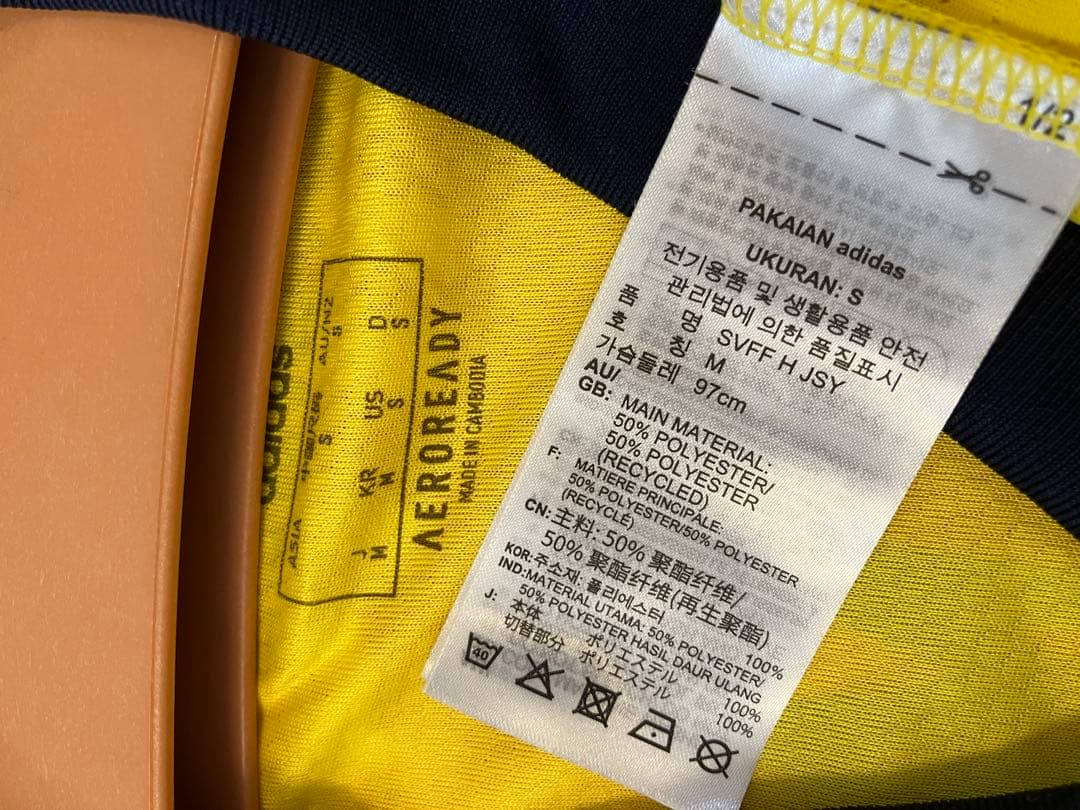 adidas
AU/NZ
S
D
S
S
US
S
KR
M
ASIA
J
M
AEROREADY
MADE IN CAMBODIA
1/2
PAKAIAN adidas
UKURAN: S
전기용품 및 생활용품 안전
관리법에 의한 품질표시
품 명 SVFF H JSY
호 칭 M
가슴둘레 97cm
AU/
GB: MAIN MATERIAL:
50% POLYESTER/
50% POLYESTER
(RECYCLED)
F: MATIERE PRINCIPALE:
50% POLYESTER/50% POLYESTER
(RECYCLÉ)
CN: 主料: 50% 聚酯纤维/
50% 聚酯纤维(再生聚酯)
KOR: 주소재: 폴리에스터 100%
IND: MATERIAL UTAMA: 50% POLYESTER/
50% POLYESTER HASIL DAUR ULANG
J: 本体 ポリエステル 100%
切替部分 ポリエステル 100%
40